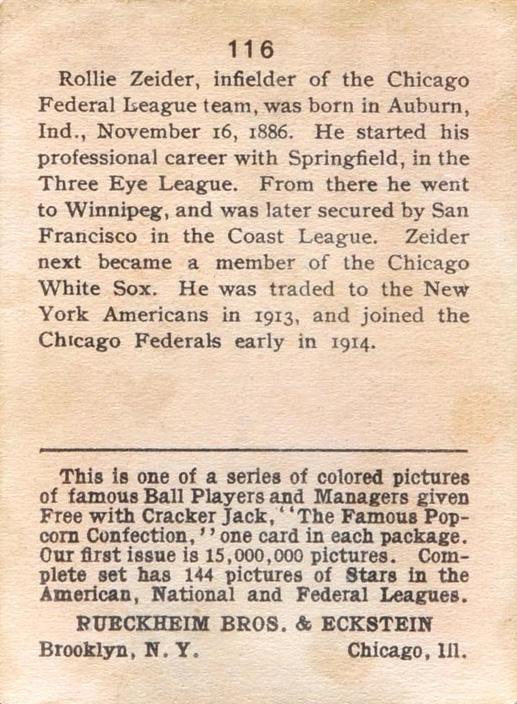 116
Rollie Zeider, infielder of the Chicago
Federal League team, was born in Auburn,
Ind., November 16, 1886. He started his
professional career with Springfield, in the
Three Eye League. From there he went
to Winnipeg, and was later secured by San
Francisco in the Coast League. Zeider
next became a member of the Chicago
White Sox. He was traded to the New
York Americans in 1913, and joined the
Chicago Federals early in 1914.
This is one of a series of colored pictures
of famous Ball Players and Managers given
Free with Cracker Jack, ‘‘The Famous Pop-
corn Confection,’’ one card in each package.
Our first issue is 15,000,000 pictures. Com-
plete set has 144 pictures of Stars in the
American, National and Federal Leagues.
RUECKHEIM BROS. & ECKSTEIN
Brooklyn, N. Y. Chicago, Ill.